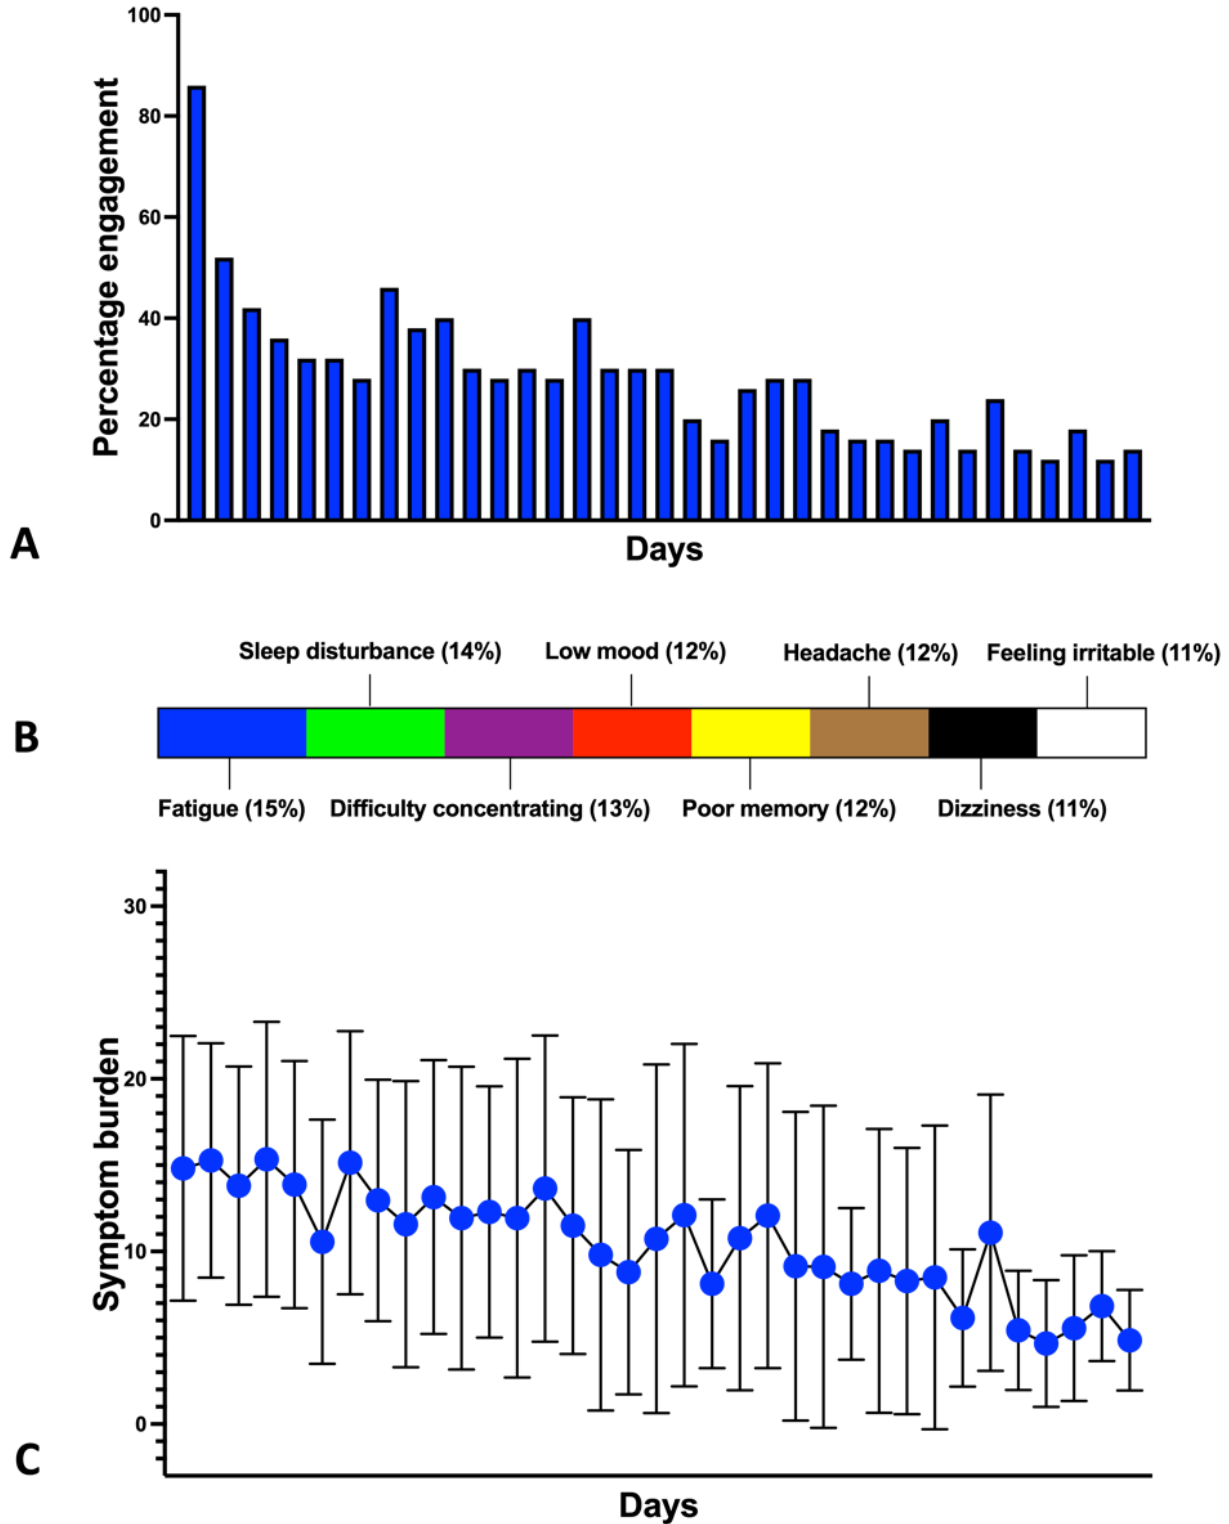 100
80
60
40
20
0
Percentage engagement
Days
A
Sleep disturbance (14%)
Low mood (12%)
Headache (12%)
Feeling irritable (11%)
B
Fatigue (15%)
Difficulty concentrating (13%)
Poor memory (12%)
Dizziness (11%)
30
20
10
0
Symptom burden
C
Days